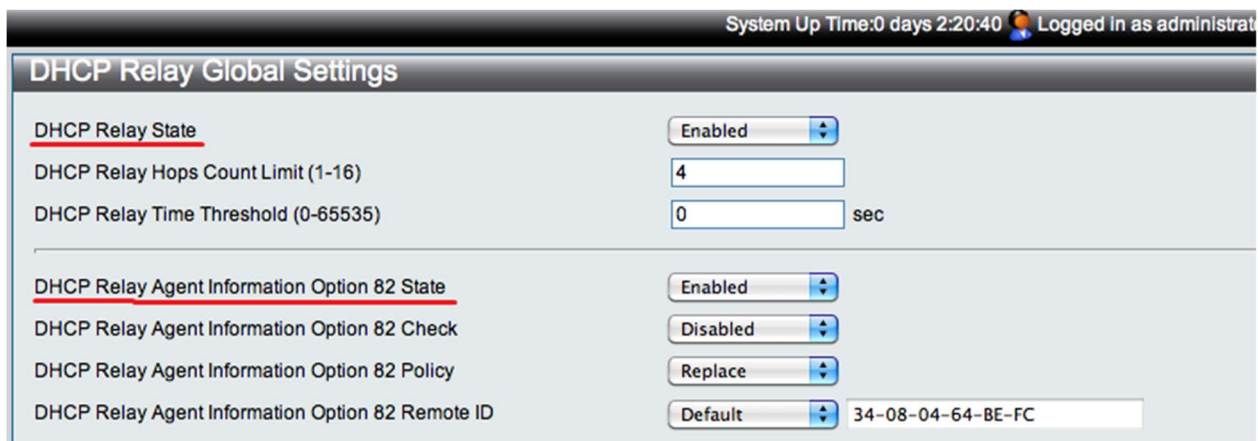 System Up Time:0 days 2:20:40 Logged in as
DHCP Relay Global Settings
DHCP Relay State Enabled
DHCP Relay Hops Count Limit (1-16) 4
DHCP Relay Time Threshold (0-65535) 0 sec
DHCP Relay Agent Information Option 82 State Enabled
DHCP Relay Agent Information Option 82 Check Disabled
DHCP Relay Agent Information Option 82 Policy Replace
DHCP Relay Agent Information Option 82 Remote ID Default 34-08-04-64-BE-FC